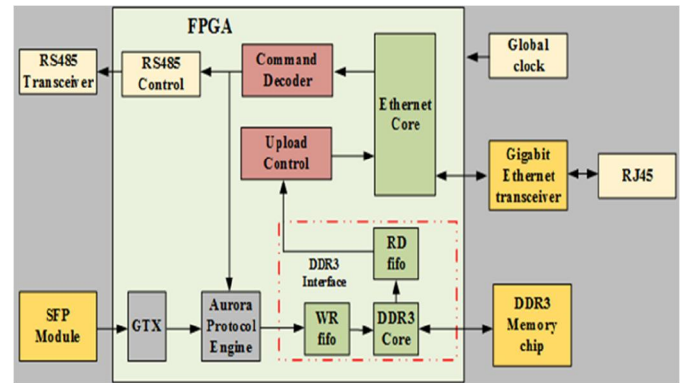 FPGA
RS485
Transceiver
RS485
Control
Command
Decoder
Ethernet
Core
Global
clock
Upload
Control
Gigabit
Ethernet
transceiver
RJ45
DDR3
Interface
RD
fifo
SFP
Module
GTX
Aurora
Protocol
Engine
WR
fifo
DDR3
Core
DDR3
Memory
chip